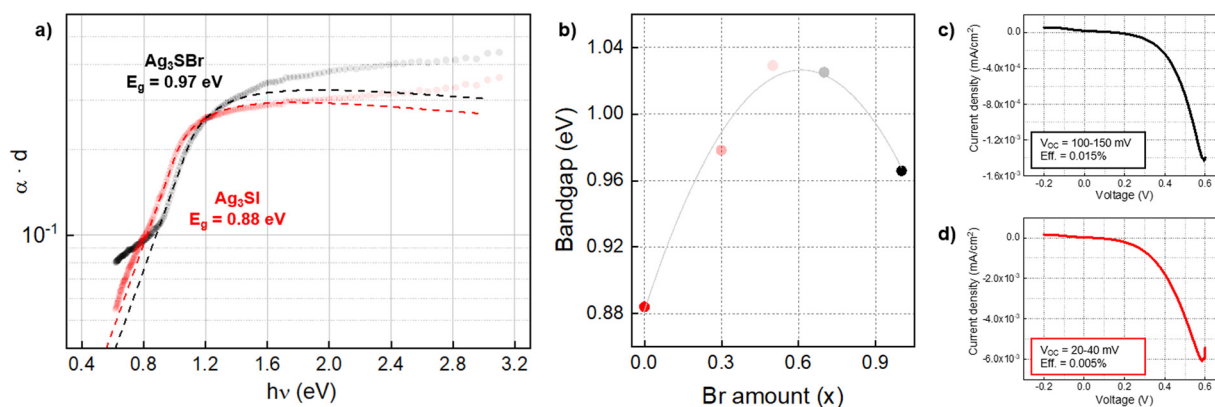 a)
Ag₃SBr
E_g = 0.97 eV
Ag₃SI
E_g = 0.88 eV
10⁻¹
α · d
0.4 0.8 1.2 1.6 2.0 2.4 2.8 3.2
hν (eV)
b)
1.04
1.00
0.96
0.92
0.88
Bandgap (eV)
0.0 0.3 0.6 0.9
Br amount (x)
c)
0.0
-4.0x10⁻⁴
-8.0x10⁻⁴
-1.2x10⁻³
-1.6x10⁻³
Current density (mA/cm²)
V_OC = 100-150 mV
Eff. = 0.015%
-0.2 0.0 0.2 0.4 0.6
Voltage (V)
d)
0.0
-2.0x10⁻³
-4.0x10⁻³
-6.0x10⁻³
Current density (mA/cm²)
V_OC = 20-40 mV
Eff. = 0.005%
-0.2 0.0 0.2 0.4 0.6
Voltage (V)